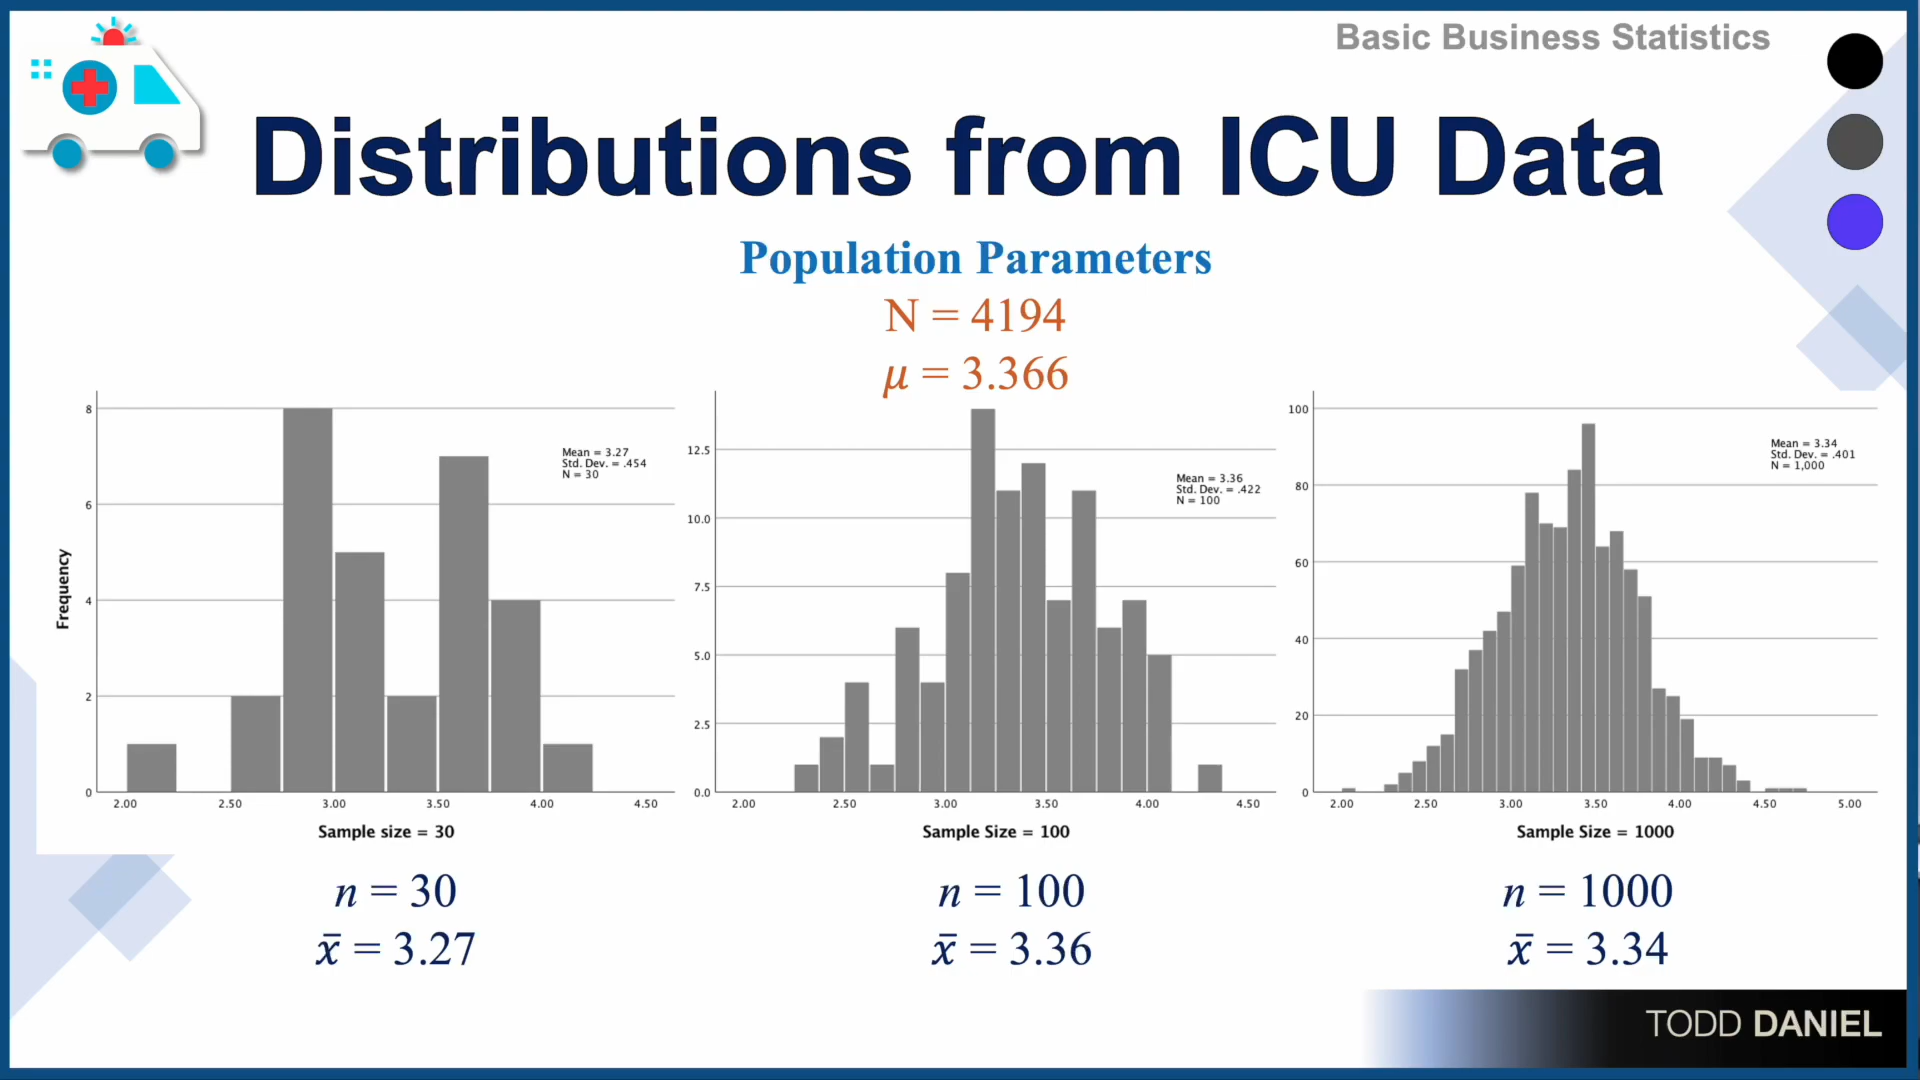 Basic Business Statistics
Distributions from ICU Data
Population Parameters
N = 4194
μ = 3.366
Frequency
8
6
4
2
0
2.00 2.50 3.00 3.50 4.00 4.50
Mean = 3.27
Std. Dev. = .454
N = 30
Sample size = 30
12.5
10.0
7.5
5.0
2.5
0.0
2.00 2.50 3.00 3.50 4.00 4.50
Mean = 3.36
Std. Dev. = .422
N = 100
Sample Size = 100
100
80
60
40
20
0
2.00 2.50 3.00 3.50 4.00 4.50 5.00
Mean = 3.34
Std. Dev. = .401
N = 1,000
Sample Size = 1000
n = 30
x̄ = 3.27
n = 100
x̄ = 3.36
n = 1000
x̄ = 3.34
TODD DANIEL